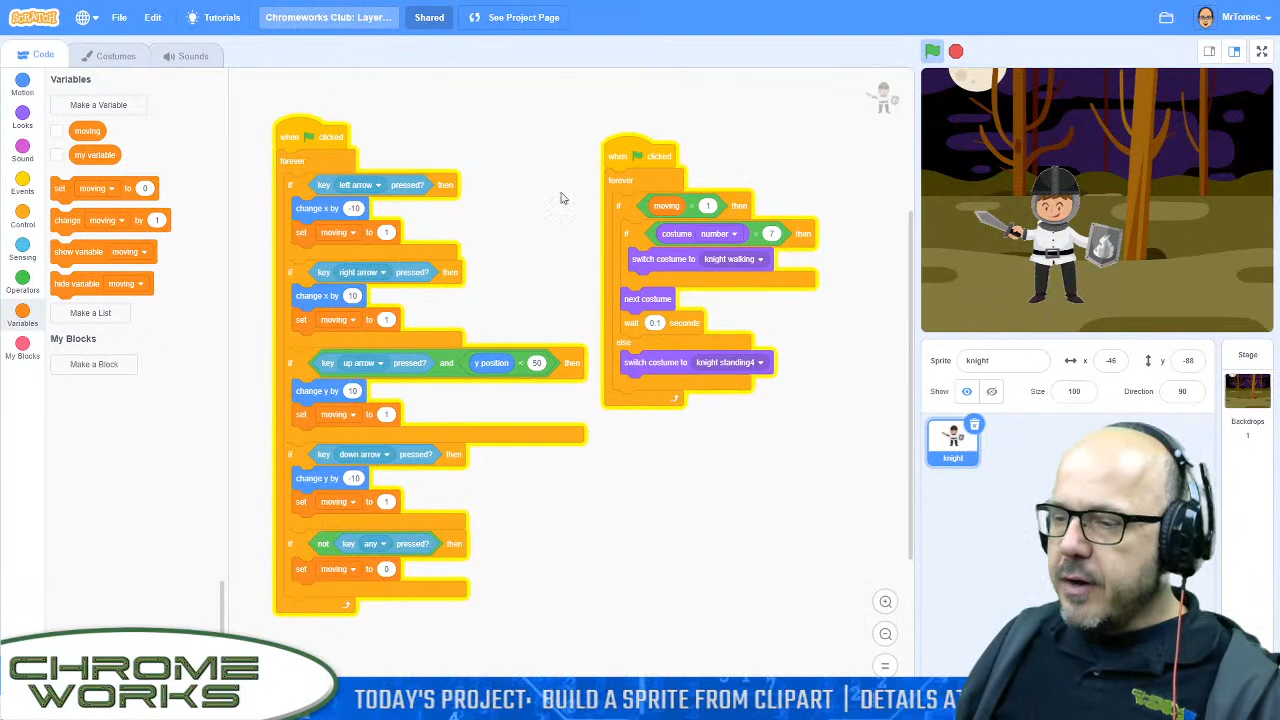 SCRATCH
File
Edit
Tutorials
Chromeworks Club: Layer...
Shared
See Project Page
MrTomec
Code
Costumes
Sounds
Motion
Looks
Sound
Events
Control
Sensing
Operators
Variables
My Blocks
Variables
Make a Variable
moving
my variable
set moving to 0
change moving by 1
show variable moving
hide variable moving
Make a List
My Blocks
Make a Block
when clicked
forever
if key left arrow pressed? then
change x by -10
set moving to 1
if key right arrow pressed? then
change x by 10
set moving to 1
if key up arrow pressed? and y position < 50 then
change y by 10
set moving to 1
if key down arrow pressed? then
change y by -10
set moving to 1
if not key any pressed? then
set moving to 0
when clicked
forever
if moving = 1 then
if costume number = 7 then
switch costume to knight walking
next costume
wait 0.1 seconds
else
switch costume to knight standing4
Sprite knight x -46 y -88
Show Size 100 Direction 90
knight
Stage
Backdrops
1
CHROME
WORKS
TODAY'S PROJECT: BUILD A SPRITE FROM CLIPART | DETAILS A